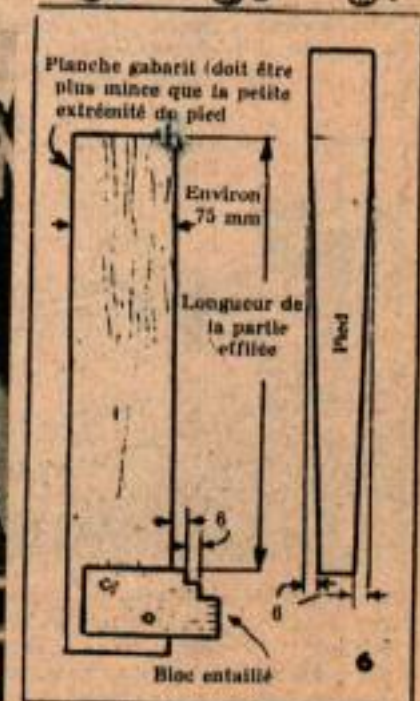 Planche gabarit (doit être
plus mince que la petite
extrémité du pied
Environ
75 mm
Longueur de
la partie
effilée
Pied
6
6
Bloc entaillé
6